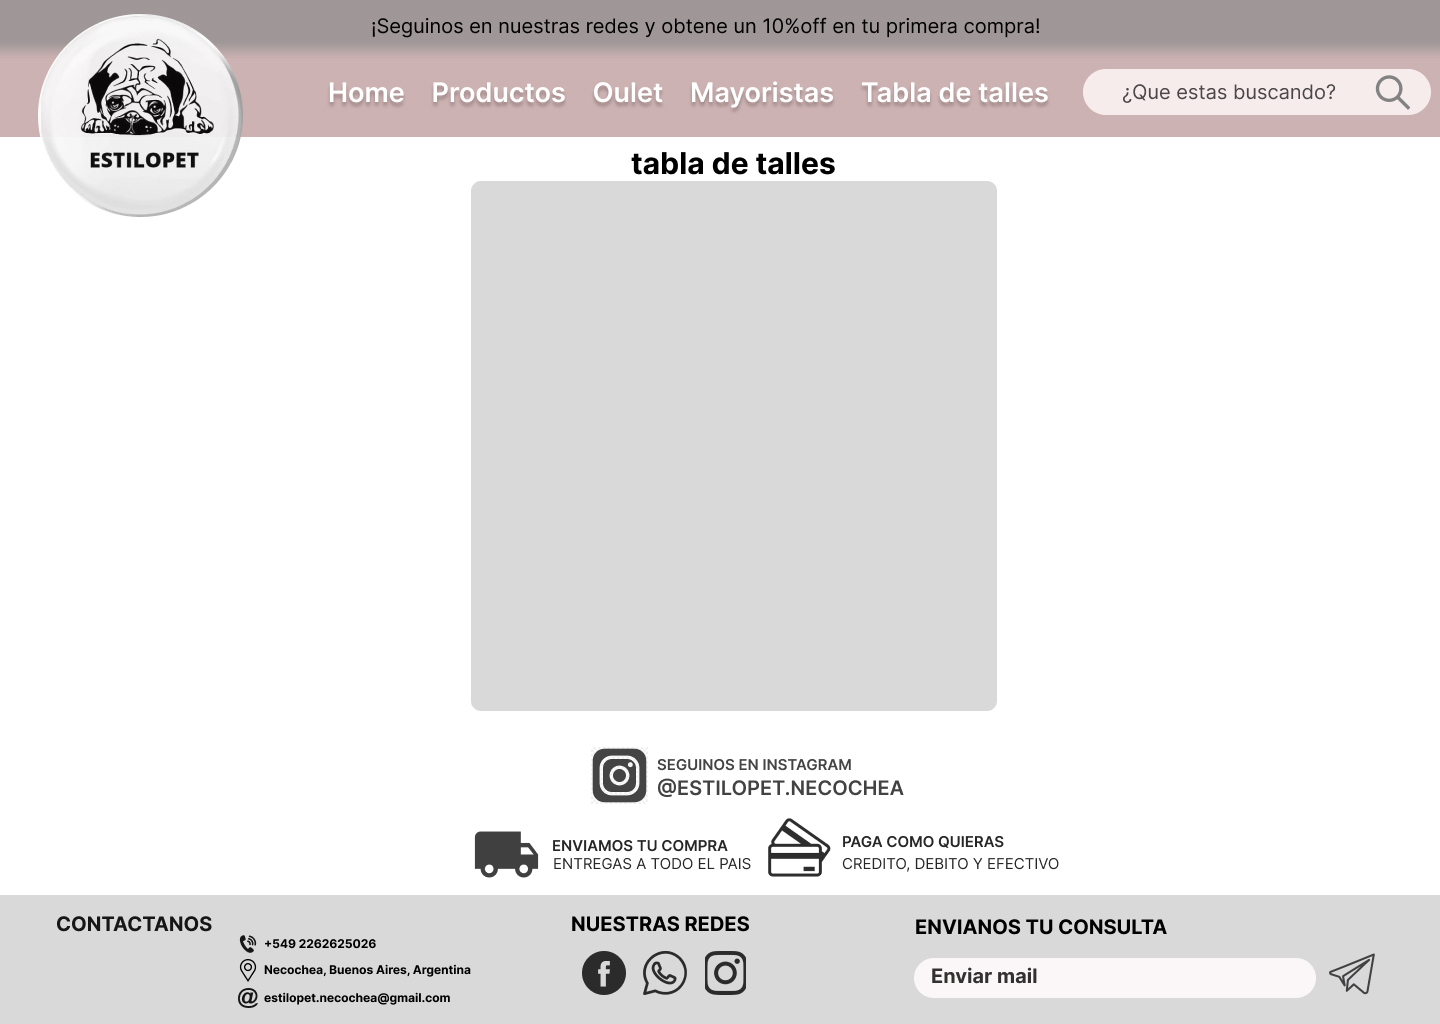 ¡Seguinos en nuestras redes y obtene un 10%off en tu primera compra!
ESTILOPET
Home Productos Oulet Mayoristas Tabla de talles
¿Que estas buscando?
tabla de talles
SEGUINOS EN INSTAGRAM
@ESTILOPET.NECOCHEA
ENVIAMOS TU COMPRA
ENTREGAS A TODO EL PAIS
PAGA COMO QUIERAS
CREDITO, DEBITO Y EFECTIVO
CONTACTANOS
+549 2262625026
Necochea, Buenos Aires, Argentina
estilopet.necochea@gmail.com
NUESTRAS REDES
ENVIANOS TU CONSULTA
Enviar mail